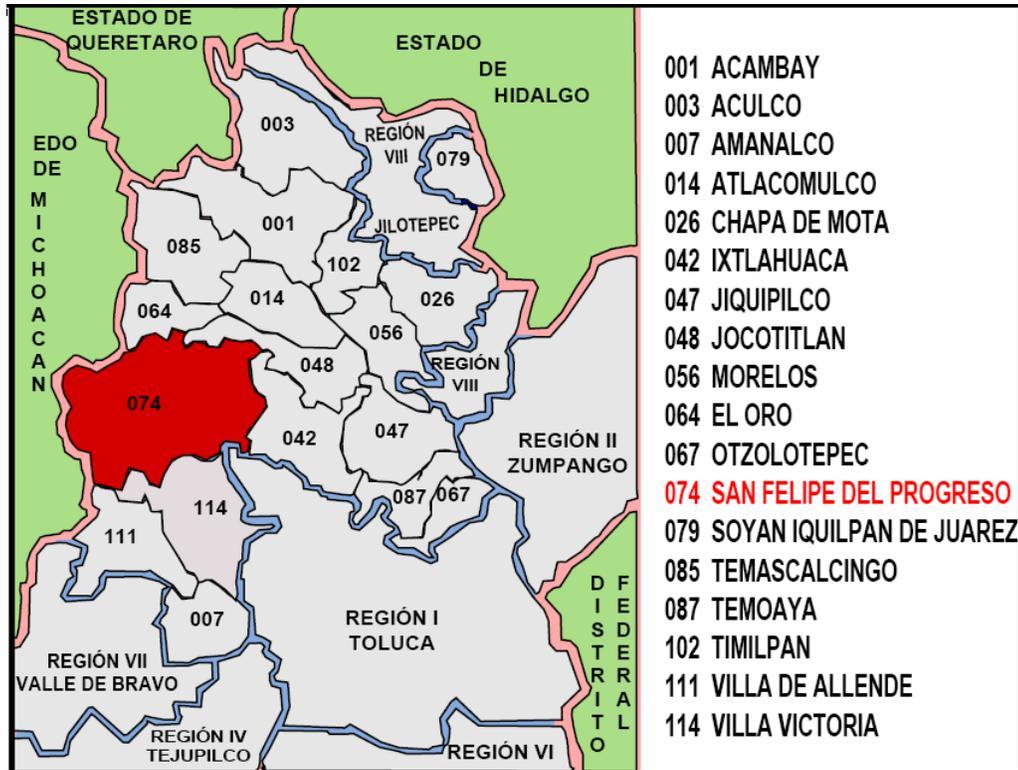 ESTADO DE
QUERETARO
ESTADO
DE
HIDALGO
EDO
DE
MICHOACAN
003
REGIÓN
VIII
079
001
JILOTEPEC
085
102
014
026
064
056
048
REGIÓN
VIII
074
042
047
REGIÓN II
ZUMPANGO
087
067
114
111
007
REGIÓN I
TOLUCA
DISTRITO
FEDERAL
REGIÓN VII
VALLE DE BRAVO
REGIÓN IV
TEJUPILCO
REGIÓN VI
001 ACAMBAY
003 ACULCO
007 AMANALCO
014 ATLACOMULCO
026 CHAPA DE MOTA
042 IXTLAHUACA
047 JIQUIPILCO
048 JOCOTITLAN
056 MORELOS
064 EL ORO
067 OTZOLOTEPEC
074 SAN FELIPE DEL PROGRESO
079 SOYAN IQUILPAN DE JUAREZ
085 TEMASCALCINGO
087 TEMOAYA
102 TIMILPAN
111 VILLA DE ALLENDE
114 VILLA VICTORIA